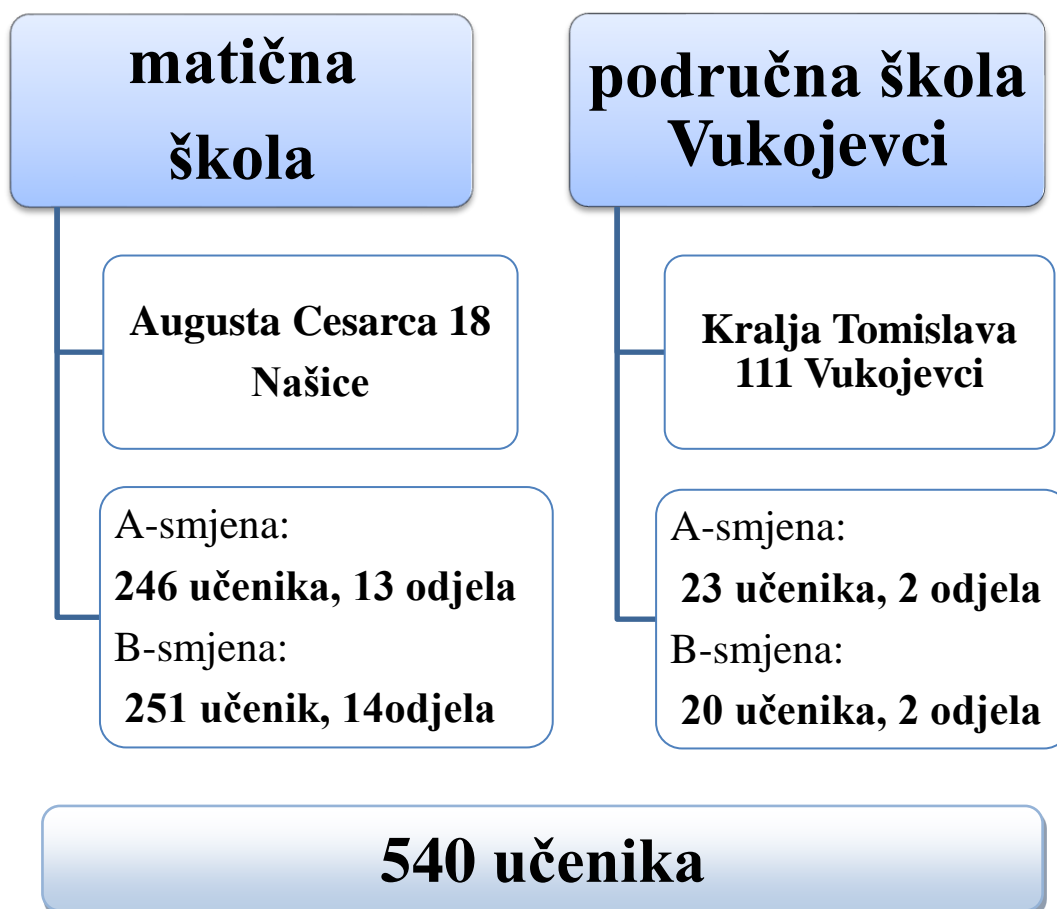 matična
škola
Augusta Cesarca 18
Našice
A-smjena:
246 učenika, 13 odjela
B-smjena:
251 učenik, 14odjela
područna škola
Vukojevci
Kralja Tomislava
111 Vukojevci
A-smjena:
23 učenika, 2 odjela
B-smjena:
20 učenika, 2 odjela
540 učenika